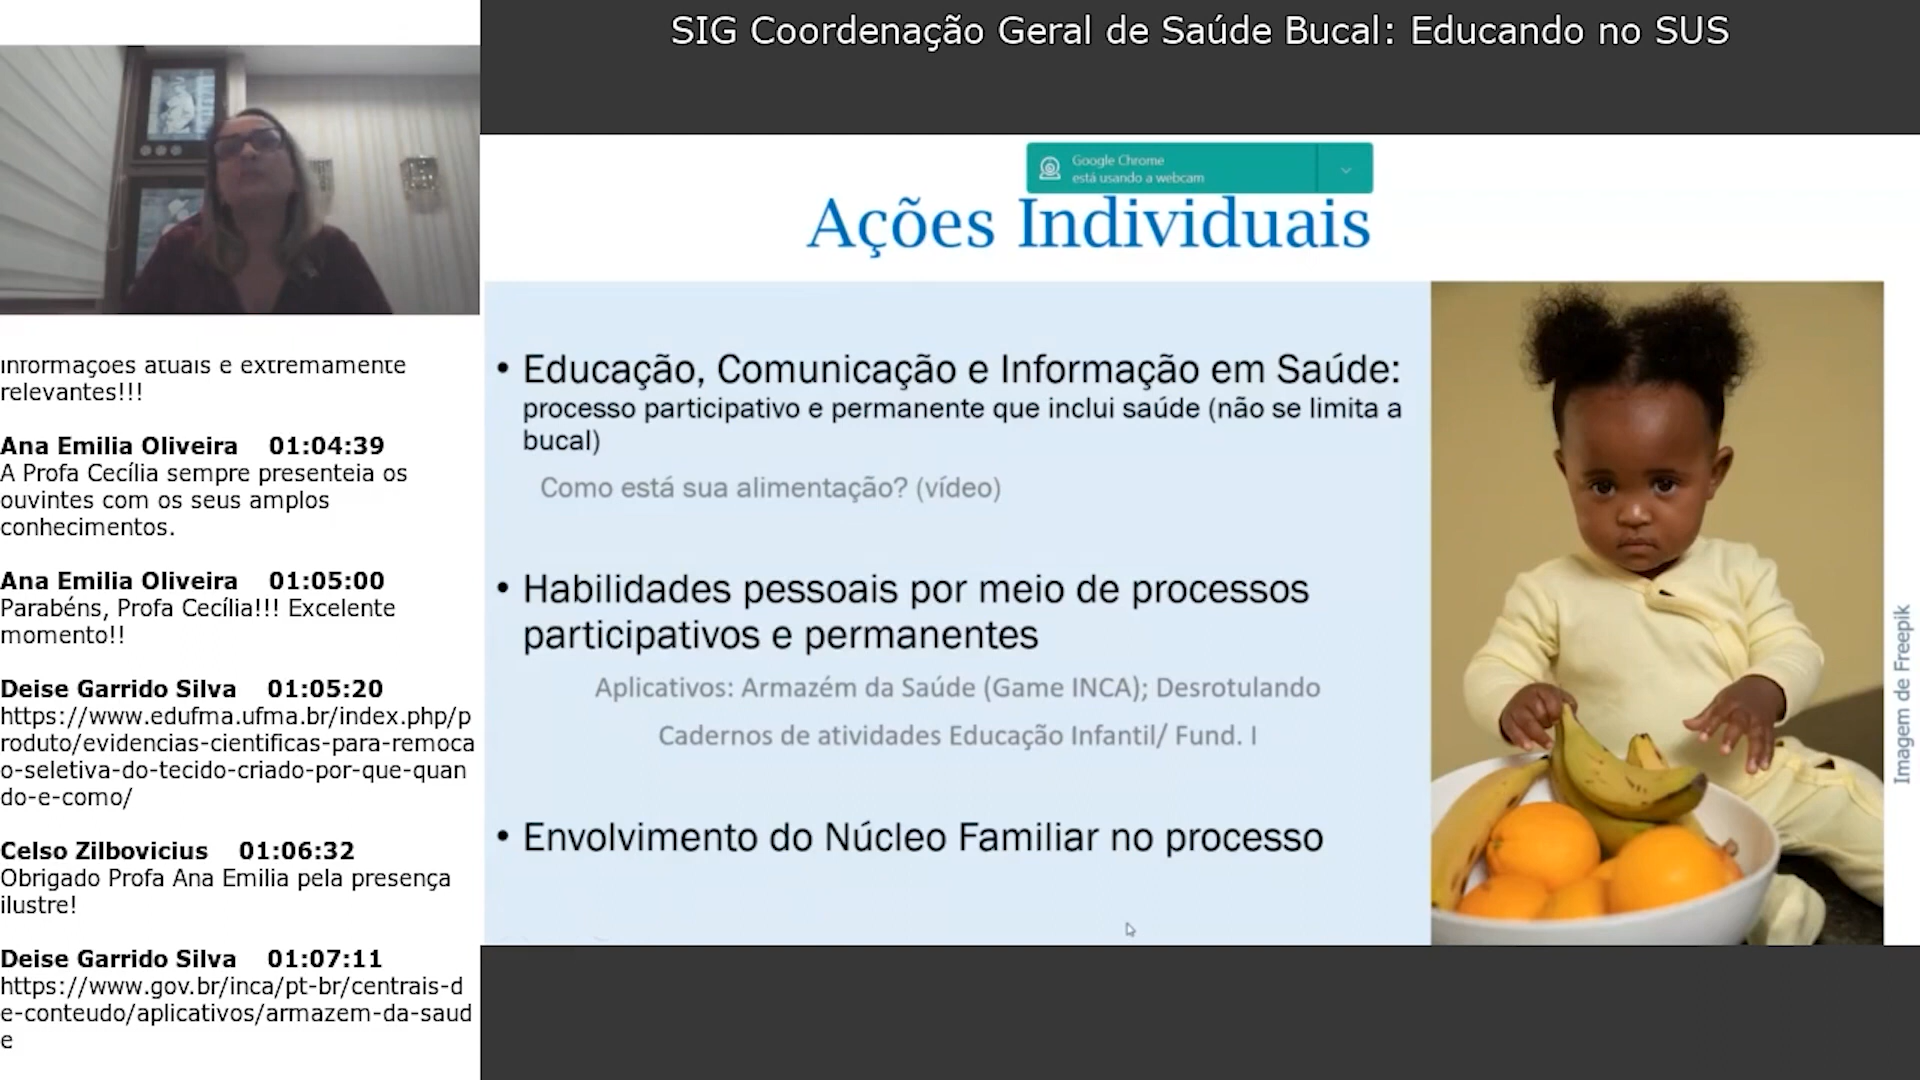 SIG Coordenação Geral de Saúde Bucal: Educando no SUS
Google Chrome
está usando a webcam
Ações Individuais
• Educação, Comunicação e Informação em Saúde:
processo participativo e permanente que inclui saúde (não se limita a
bucal)
Como está sua alimentação? (vídeo)
• Habilidades pessoais por meio de processos
participativos e permanentes
Aplicativos: Armazém da Saúde (Game INCA); Desrotulando
Cadernos de atividades Educação Infantil/ Fund. I
• Envolvimento do Núcleo Familiar no processo
Imagem de Freepik
informações atuais e extremamente
relevantes!!!
Ana Emilia Oliveira 01:04:39
A Profa Cecília sempre presenteia os
ouvintes com os seus amplos
conhecimentos.
Ana Emilia Oliveira 01:05:00
Parabéns, Profa Cecília!!! Excelente
momento!!
Deise Garrido Silva 01:05:20
https://www.edufma.ufma.br/index.php/p
roduto/evidencias-cientificas-para-remoca
o-seletiva-do-tecido-criado-por-que-quan
do-e-como/
Celso Zilbovicius 01:06:32
Obrigado Profa Ana Emilia pela presença
ilustre!
Deise Garrido Silva 01:07:11
https://www.gov.br/inca/pt-br/centrais-d
e-conteudo/aplicativos/armazem-da-saud
e